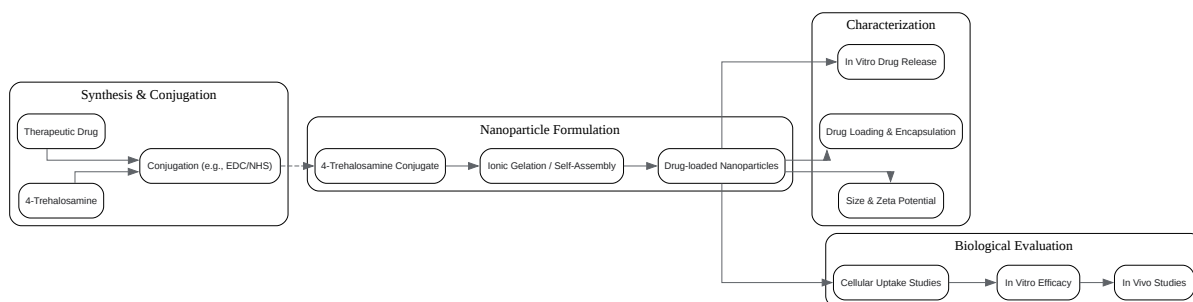 Synthesis & Conjugation
Therapeutic Drug
4-Trehalosamine
Conjugation (e.g., EDC/NHS)
Nanoparticle Formulation
4-Trehalosamine Conjugate
Ionic Gelation / Self-Assembly
Drug-loaded Nanoparticles
Characterization
In Vitro Drug Release
Drug Loading & Encapsulation
Size & Zeta Potential
Biological Evaluation
Cellular Uptake Studies
In Vitro Efficacy
In Vivo Studies